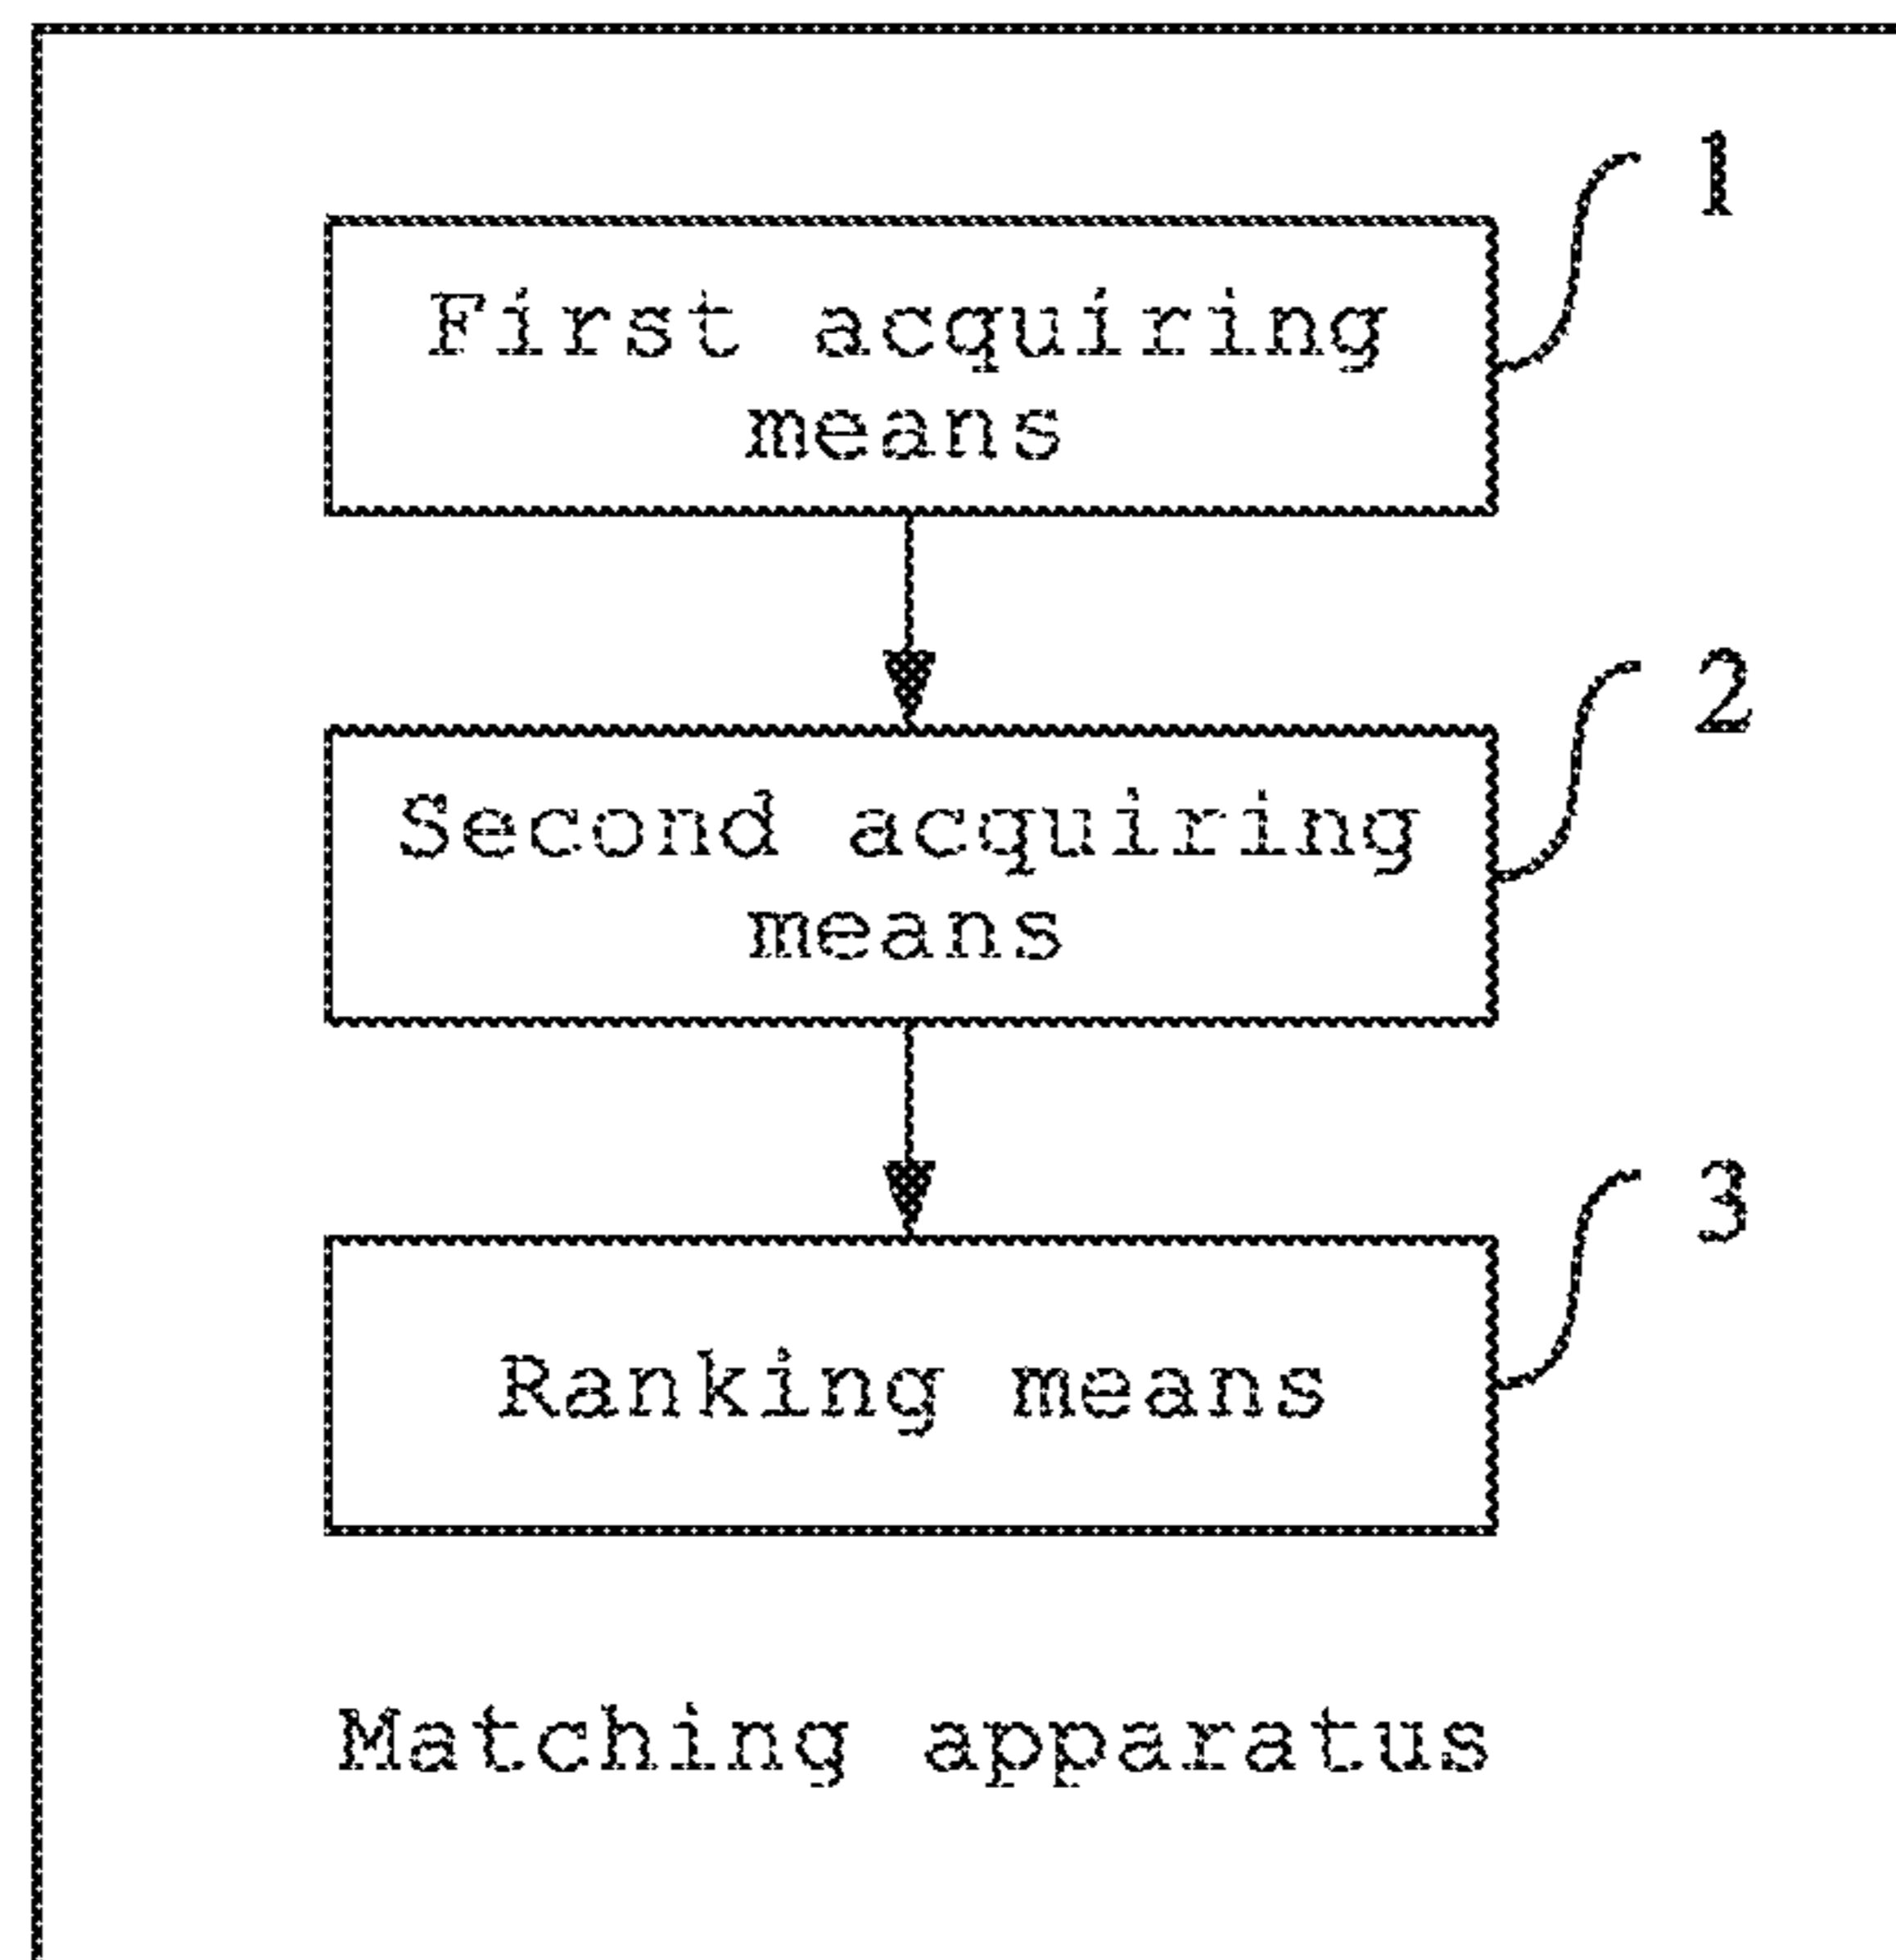 1
First acquiring
means
2
Second acquiring
means
3
Ranking means
Matching apparatus